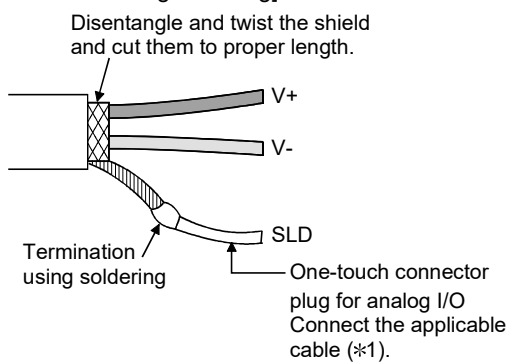 Disentangle and twist the shield
and cut them to proper length.
V+
V-
SLD
Termination
using soldering
One-touch connector
plug for analog I/O
Connect the applicable
cable (*1).